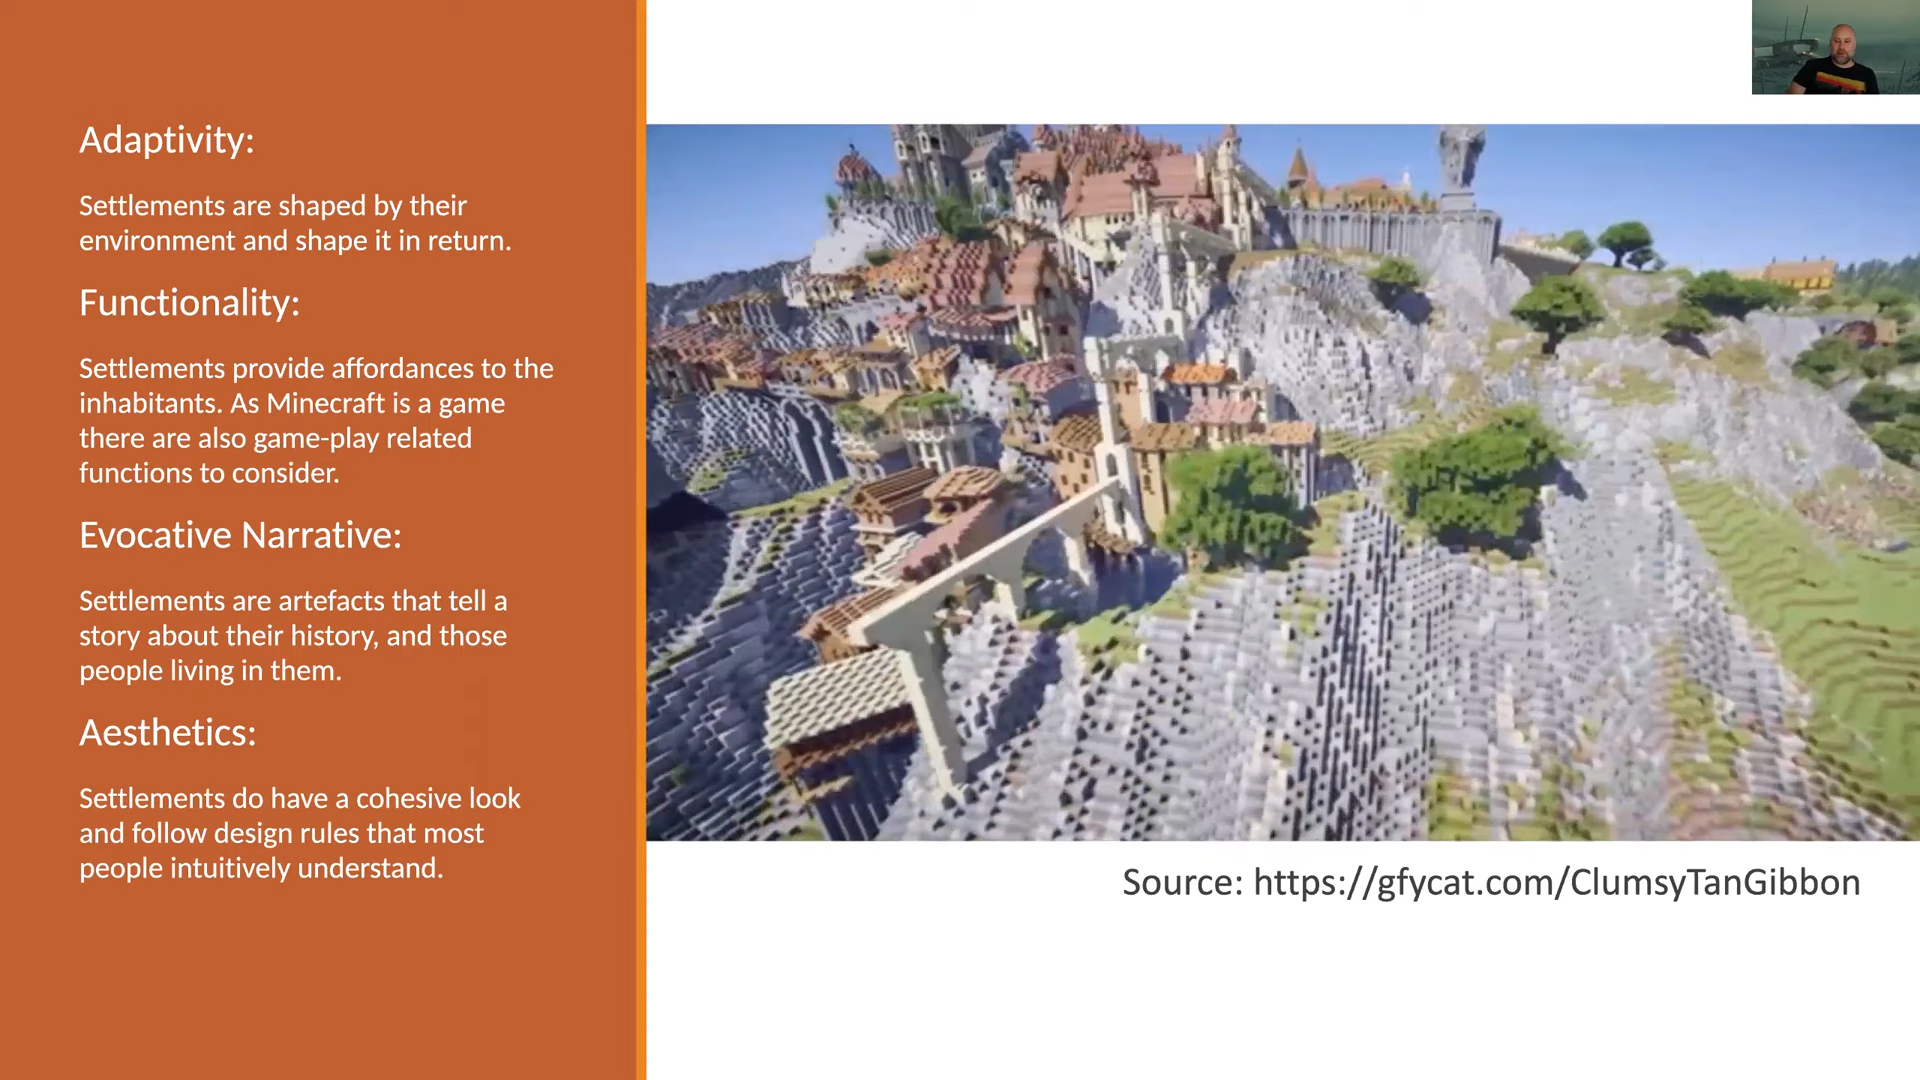 Adaptivity:
Settlements are shaped by their
environment and shape it in return.
Functionality:
Settlements provide affordances to the
inhabitants. As Minecraft is a game
there are also game-play related
functions to consider.
Evocative Narrative:
Settlements are artefacts that tell a
story about their history, and those
people living in them.
Aesthetics:
Settlements do have a cohesive look
and follow design rules that most
people intuitively understand.
Source: https://gfycat.com/ClumsyTanGibbon